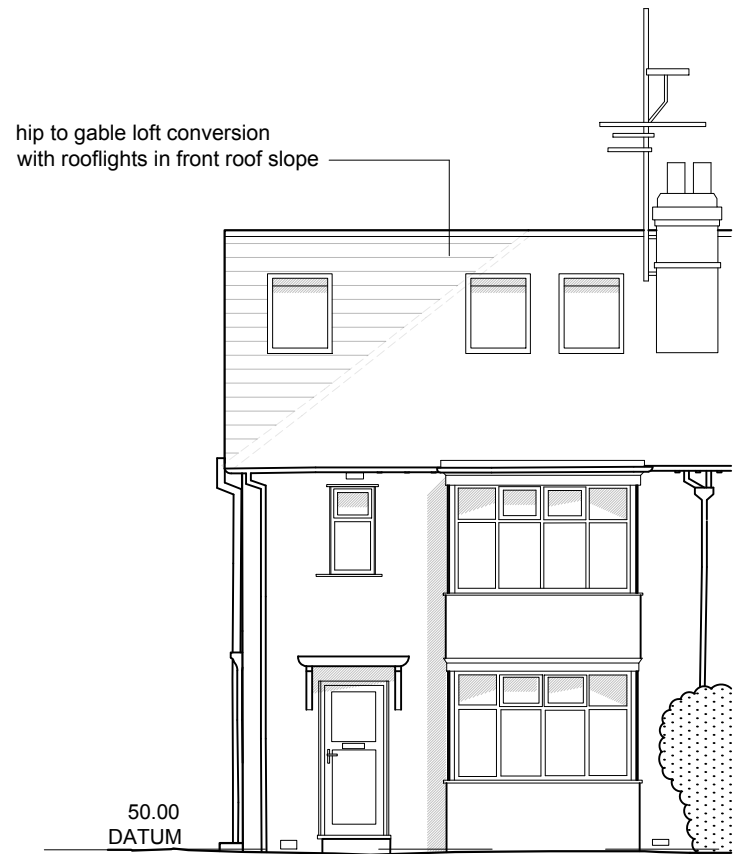 hip to gable loft conversion
with rooflights in front roof slope
50.00
DATUM